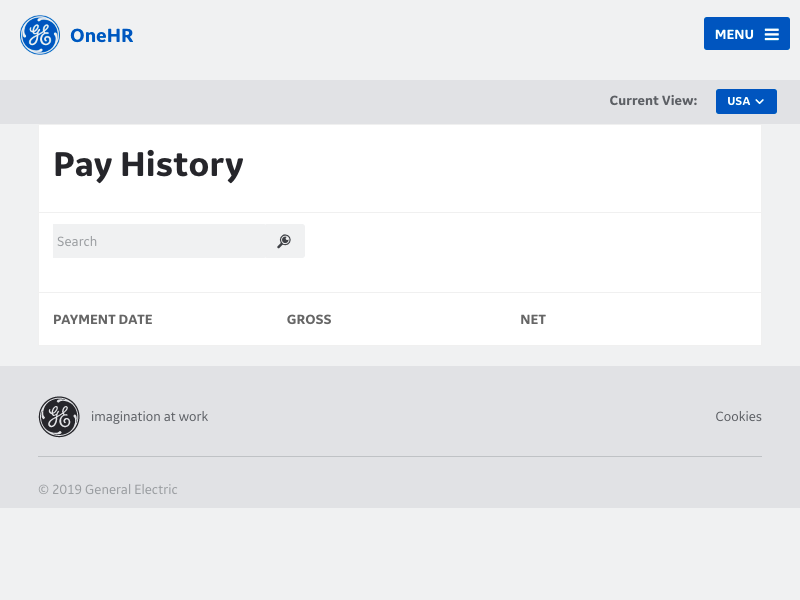 OneHR
MENU
Current View:
USA
Pay History
Search
PAYMENT DATE GROSS NET
imagination at work
Cookies
© 2019 General Electric